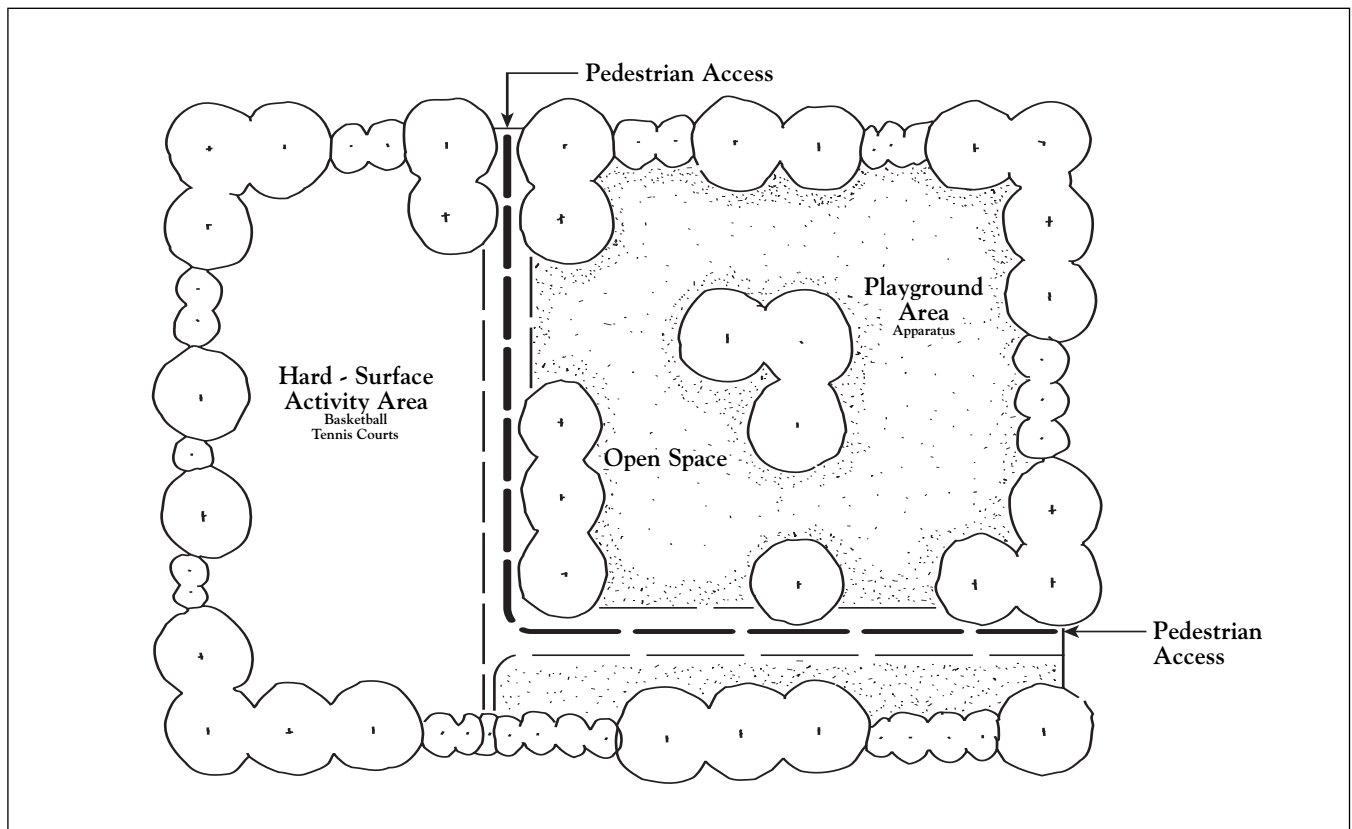 Pedestrian Access
Playground
Area
Apparatus
Hard - Surface
Activity Area
Basketball
Tennis Courts
Open Space
Pedestrian
Access